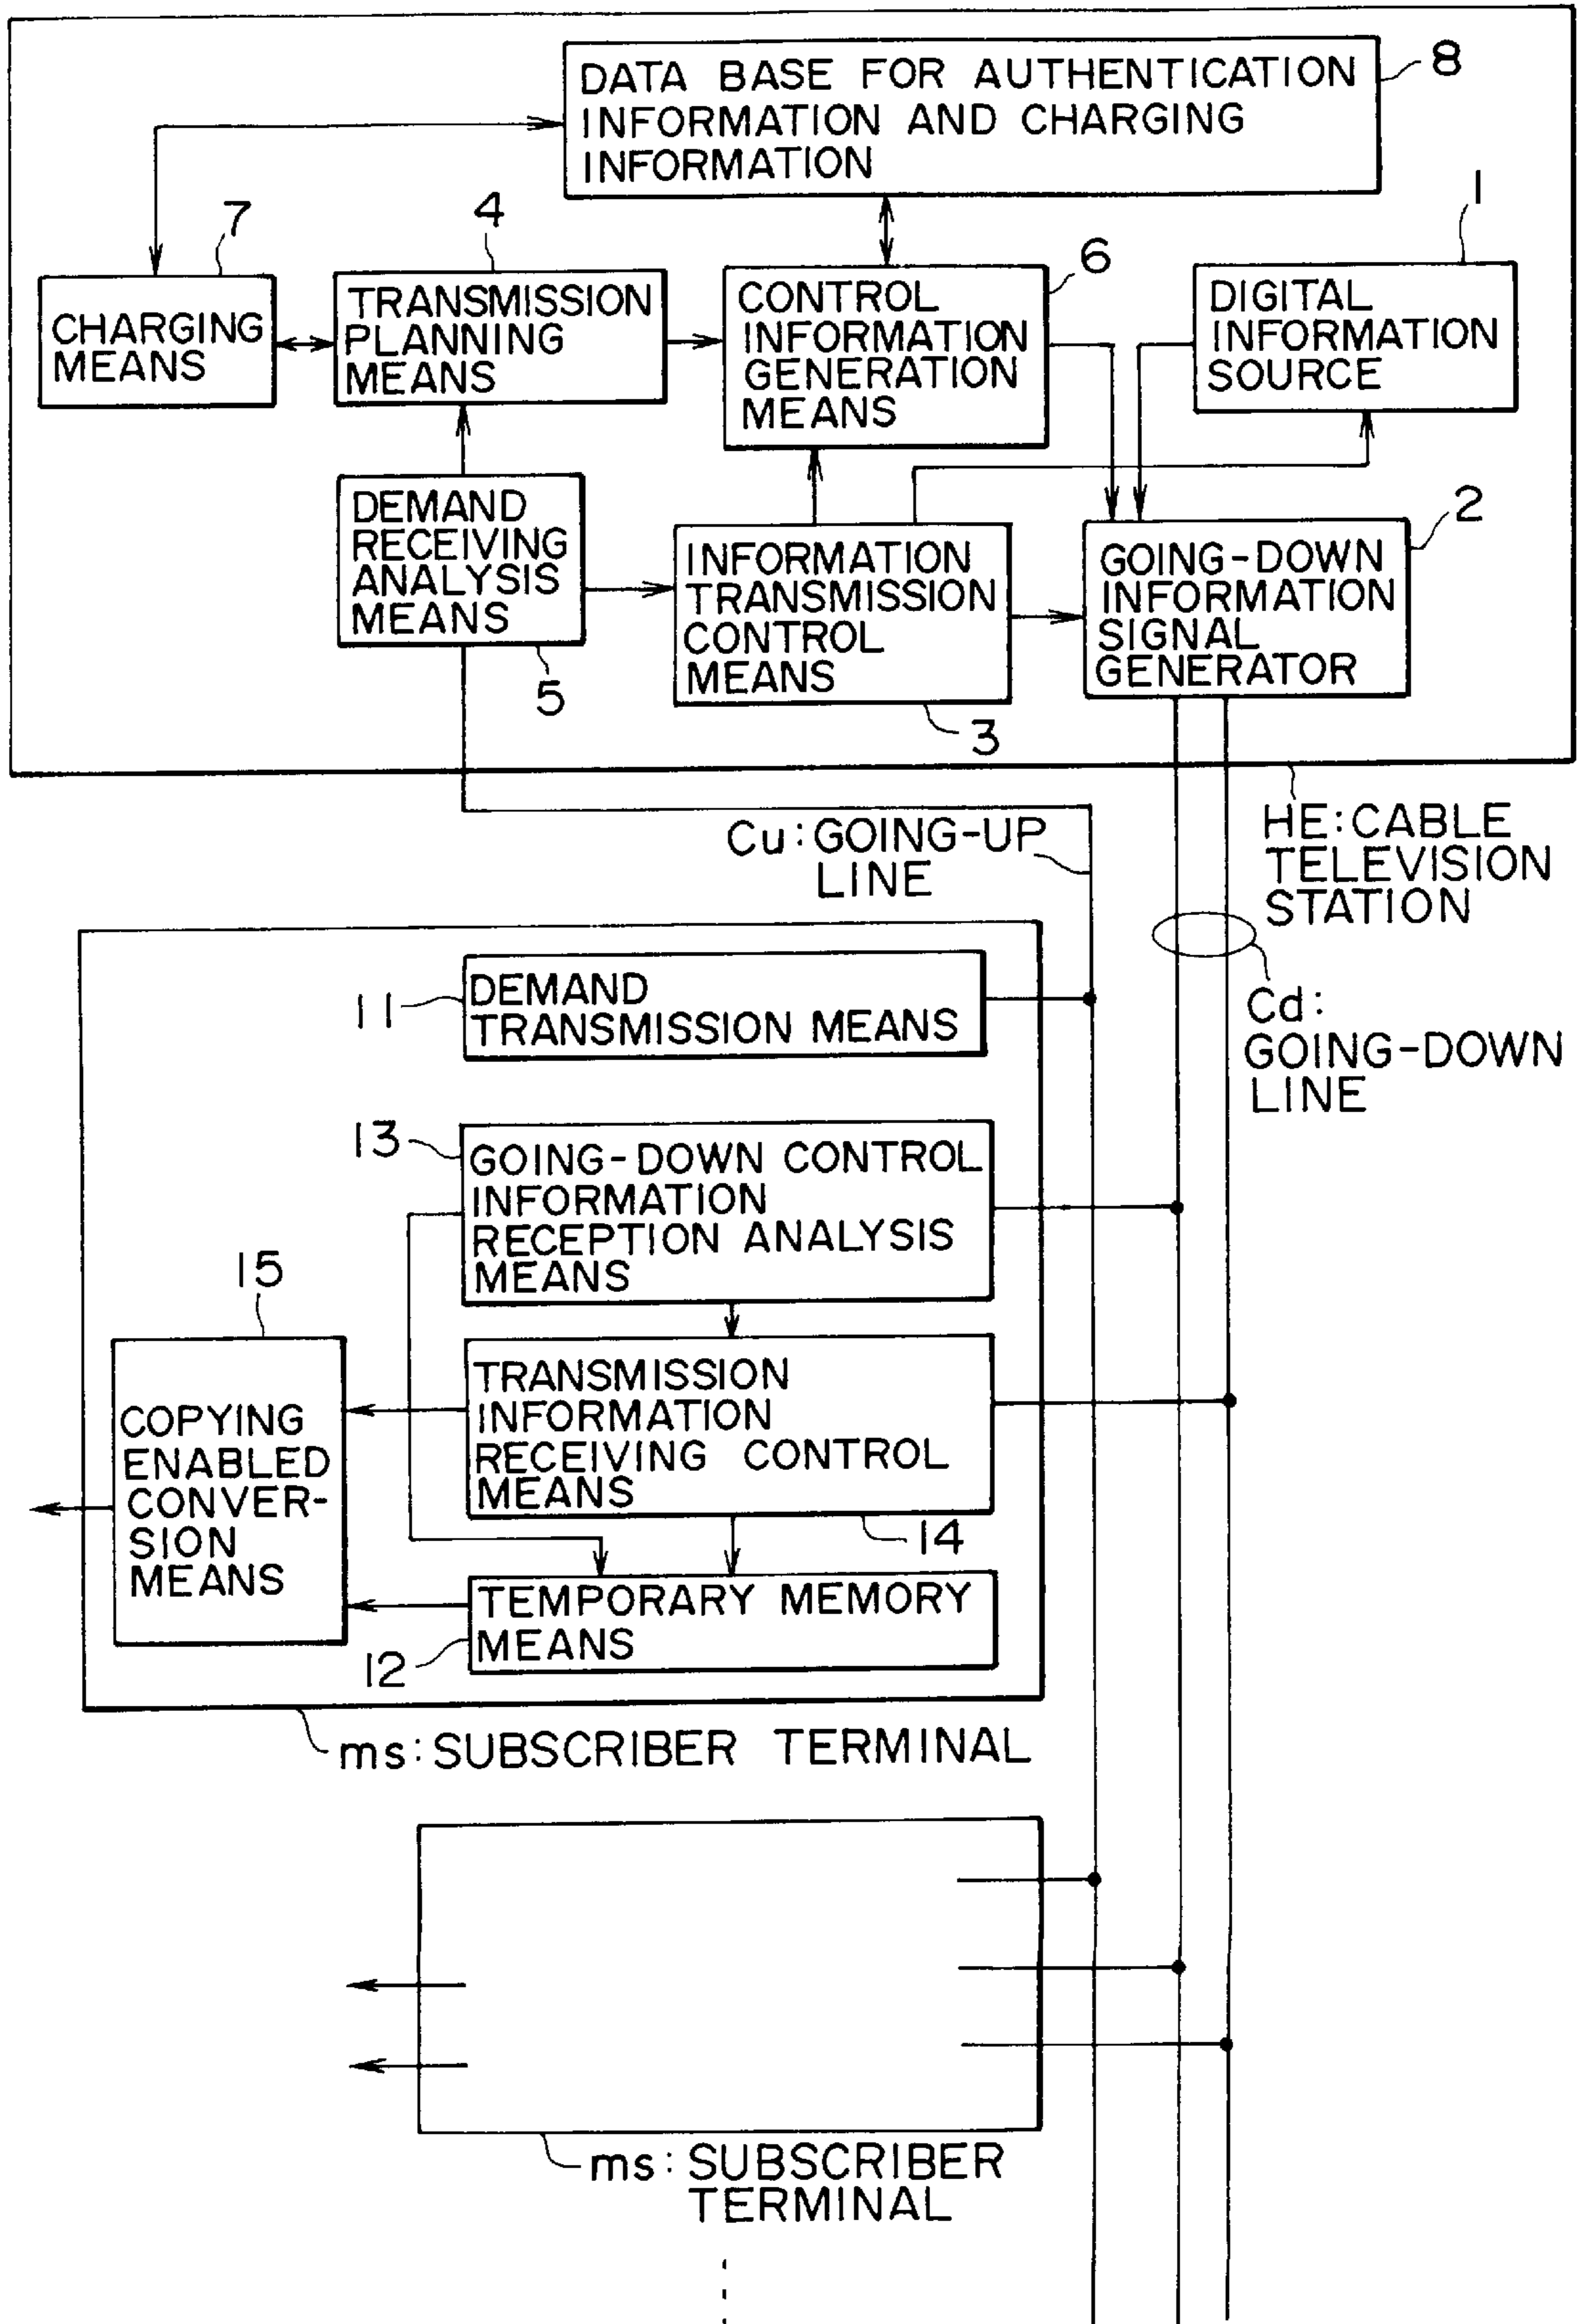 DATA BASE FOR AUTHENTICATION
INFORMATION AND CHARGING
INFORMATION
8
7
CHARGING
MEANS
4
TRANSMISSION
PLANNING
MEANS
6
CONTROL
INFORMATION
GENERATION
MEANS
1
DIGITAL
INFORMATION
SOURCE
DEMAND
RECEIVING
ANALYSIS
MEANS
5
INFORMATION
TRANSMISSION
CONTROL
MEANS
3
2
GOING-DOWN
INFORMATION
SIGNAL
GENERATOR
HE:CABLE
TELEVISION
STATION
Cu:GOING-UP
LINE
Cd:
GOING-DOWN
LINE
11
DEMAND
TRANSMISSION MEANS
13
GOING-DOWN CONTROL
INFORMATION
RECEPTION ANALYSIS
MEANS
15
COPYING
ENABLED
CONVER-
SION
MEANS
TRANSMISSION
INFORMATION
RECEIVING CONTROL
MEANS
14
TEMPORARY MEMORY
MEANS
12
ms:SUBSCRIBER TERMINAL
ms:SUBSCRIBER
TERMINAL